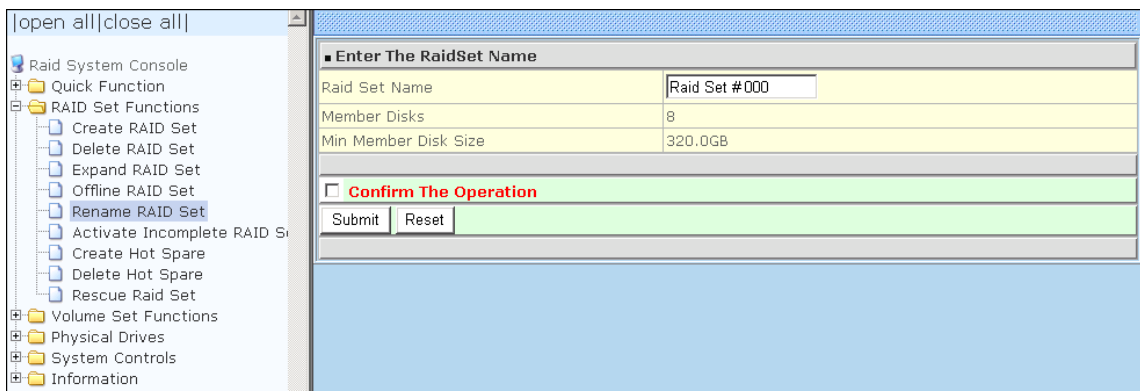 |open all|close all|
Raid System Console
Quick Function
RAID Set Functions
Create RAID Set
Delete RAID Set
Expand RAID Set
Offline RAID Set
Rename RAID Set
Activate Incomplete RAID
Create Hot Spare
Delete Hot Spare
Rescue Raid Set
Volume Set Functions
Physical Drives
System Controls
Information
Enter The RaidSet Name
Raid Set Name Raid Set #000
Member Disks 8
Min Member Disk Size 320.0GB
Confirm The Operation
Submit Reset